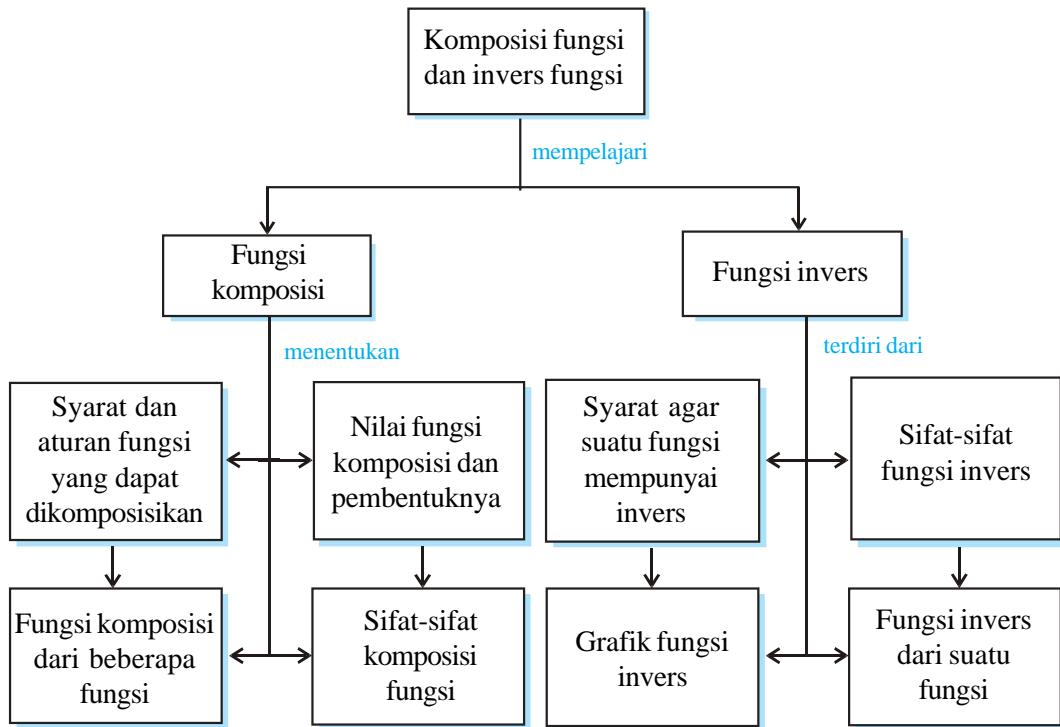 Komposisi fungsi
dan invers fungsi
mempelajari
Fungsi
komposisi
Fungsi invers
menentukan
terdiri dari
Syarat dan
aturan fungsi
yang dapat
dikomposisikan
Nilai fungsi
komposisi dan
pembentuknya
Syarat agar
suatu fungsi
mempunyai
invers
Sifat-sifat
fungsi invers
Fungsi komposisi
dari beberapa
fungsi
Sifat-sifat
komposisi
fungsi
Grafik fungsi
invers
Fungsi invers
dari suatu
fungsi